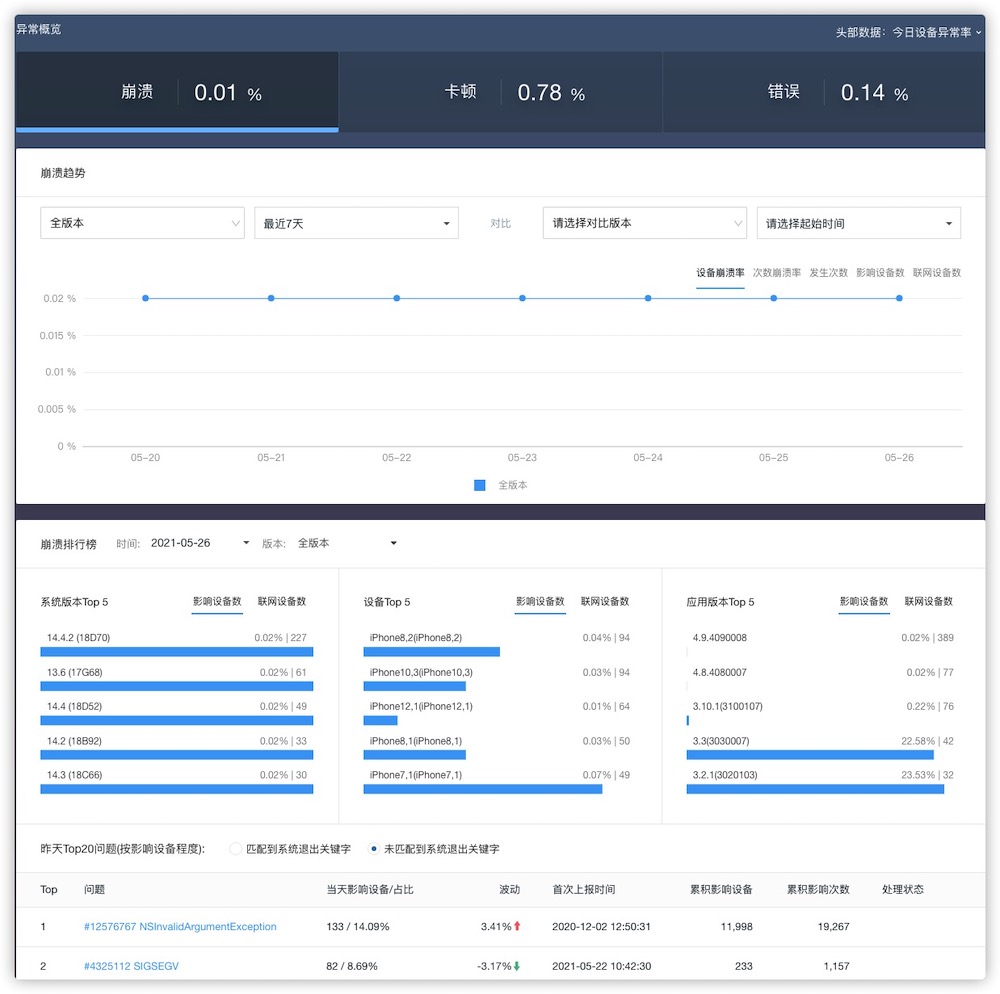 异常概览
头部数据：今日设备异常率
崩溃 0.01 %
卡顿 0.78 %
错误 0.14 %
崩溃趋势
全版本 最近7天 对比 请选择对比版本 请选择起始时间
设备崩溃率 次数崩溃率 发生次数 影响设备数 联网设备数
0.02 %
0.015 %
0.01 %
0.005 %
0 %
05-20 05-21 05-22 05-23 05-24 05-25 05-26
全版本
崩溃排行榜 时间: 2021-05-26 版本: 全版本
系统版本Top 5 影响设备数 联网设备数
14.4.2 (18D70) 0.02% | 227
13.6 (17G68) 0.02% | 61
14.4 (18D52) 0.02% | 49
14.2 (18B92) 0.02% | 33
14.3 (18C66) 0.02% | 30
设备Top 5 影响设备数 联网设备数
iPhone8,2(iPhone8,2) 0.04% | 94
iPhone10,3(iPhone10,3) 0.03% | 94
iPhone12,1(iPhone12,1) 0.01% | 64
iPhone8,1(iPhone8,1) 0.03% | 50
iPhone7,1(iPhone7,1) 0.07% | 49
应用版本Top 5 影响设备数 联网设备数
4.9.4090008 0.02% | 389
4.8.4080007 0.02% | 77
3.10.1(3100107) 0.22% | 76
3.3(3030007) 22.58% | 42
3.2.1(3020103) 23.53% | 32
昨天Top20问题(按影响设备程度): 匹配到系统退出关键字 未匹配到系统退出关键字
Top 问题 当天影响设备/占比 波动 首次上报时间 累积影响设备 累积影响次数 处理状态
1 #12576767 NSInvalidArgumentException 133 / 14.09% 3.41% 2020-12-02 12:50:31 11,998 19,267
2 #4325112 SIGSEGV 82 / 8.69% -3.17% 2021-05-22 10:42:30 233 1,157